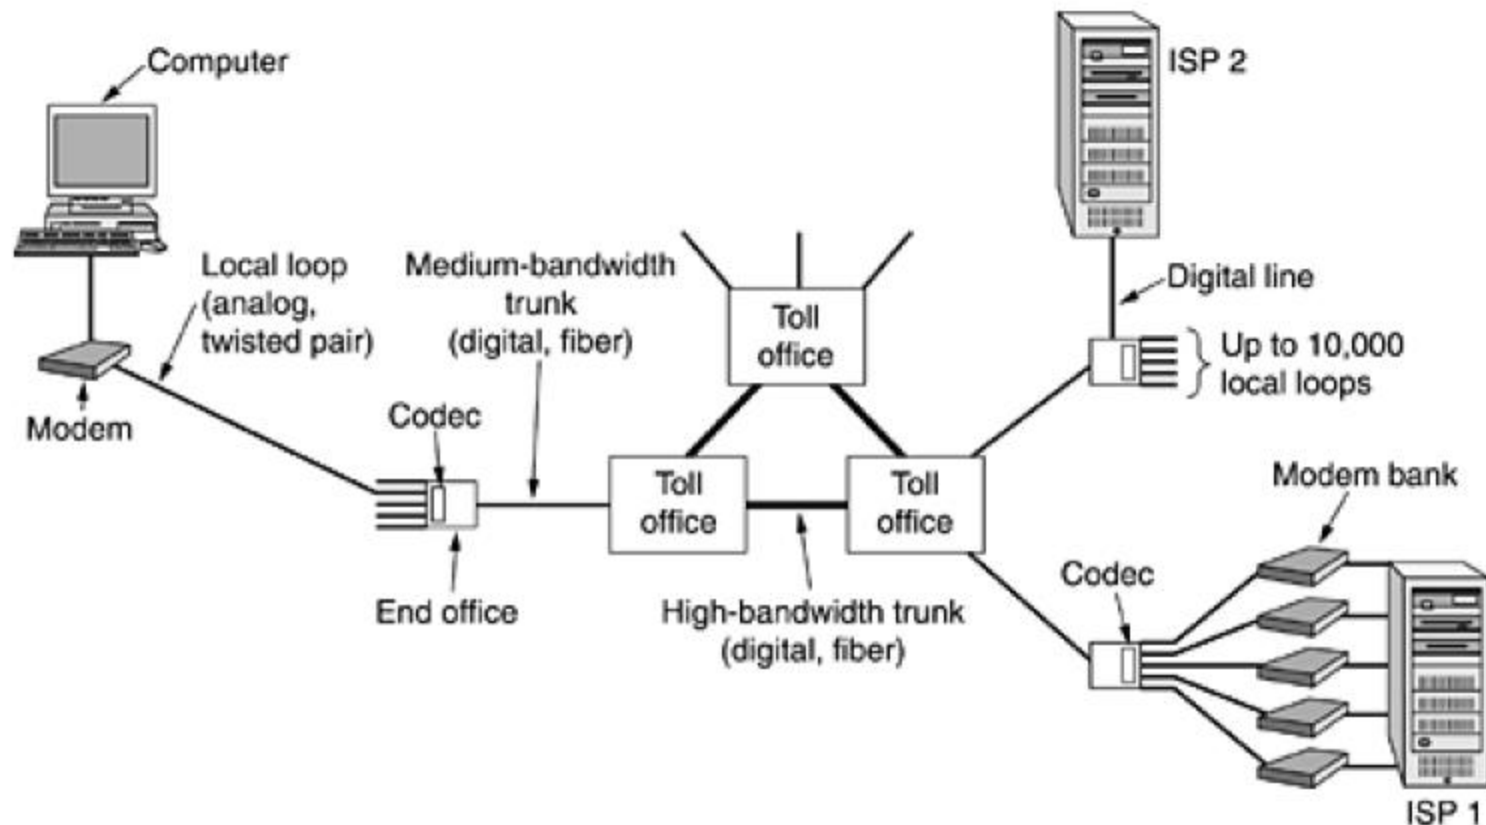 Computer
ISP 2
Local loop
(analog,
twisted pair)
Medium-bandwidth
trunk
(digital, fiber)
Toll
office
Digital line
Up to 10,000
local loops
Modem
Codec
Toll
office
Toll
office
Modem bank
End office
High-bandwidth trunk
(digital, fiber)
Codec
ISP 1